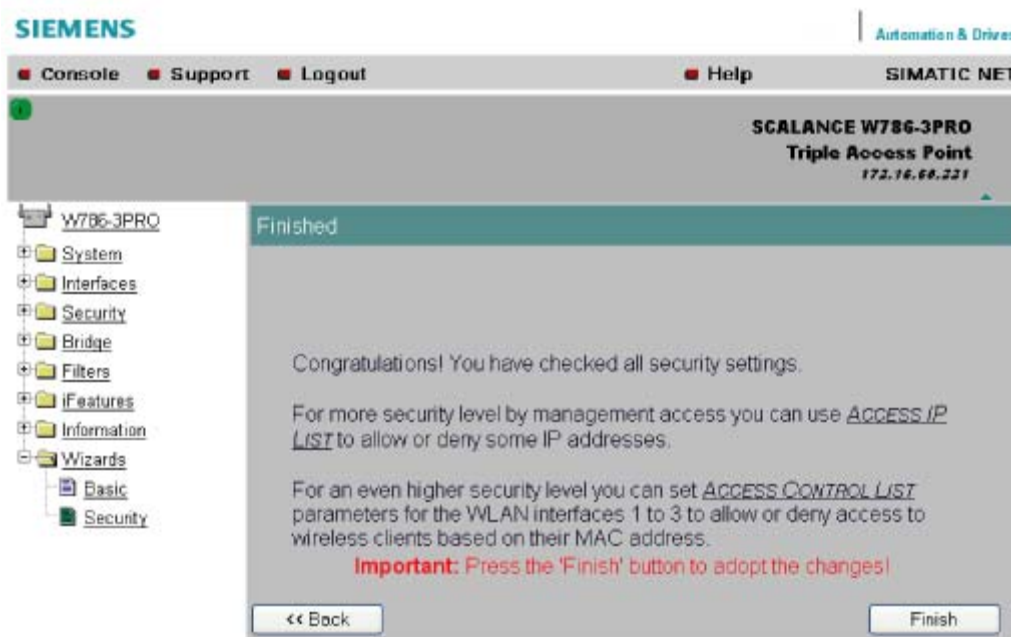 SIEMENS
Automation & Drives
Console Support Logout Help SIMATIC NET
SCALANCE W786-3PRO
Triple Access Point
172.16.66.221
W786-3PRO
System
Interfaces
Security
Bridge
Filters
iFeatures
Information
Wizards
Basic
Security
Finished
Congratulations! You have checked all security settings.
For more security level by management access you can use ACCESS IP
LIST to allow or deny some IP addresses.
For an even higher security level you can set ACCESS CONTROL LIST
parameters for the WLAN interfaces 1 to 3 to allow or deny access to
wireless clients based on their MAC address.
Important: Press the 'Finish' button to adopt the changes!
<< Back
Finish